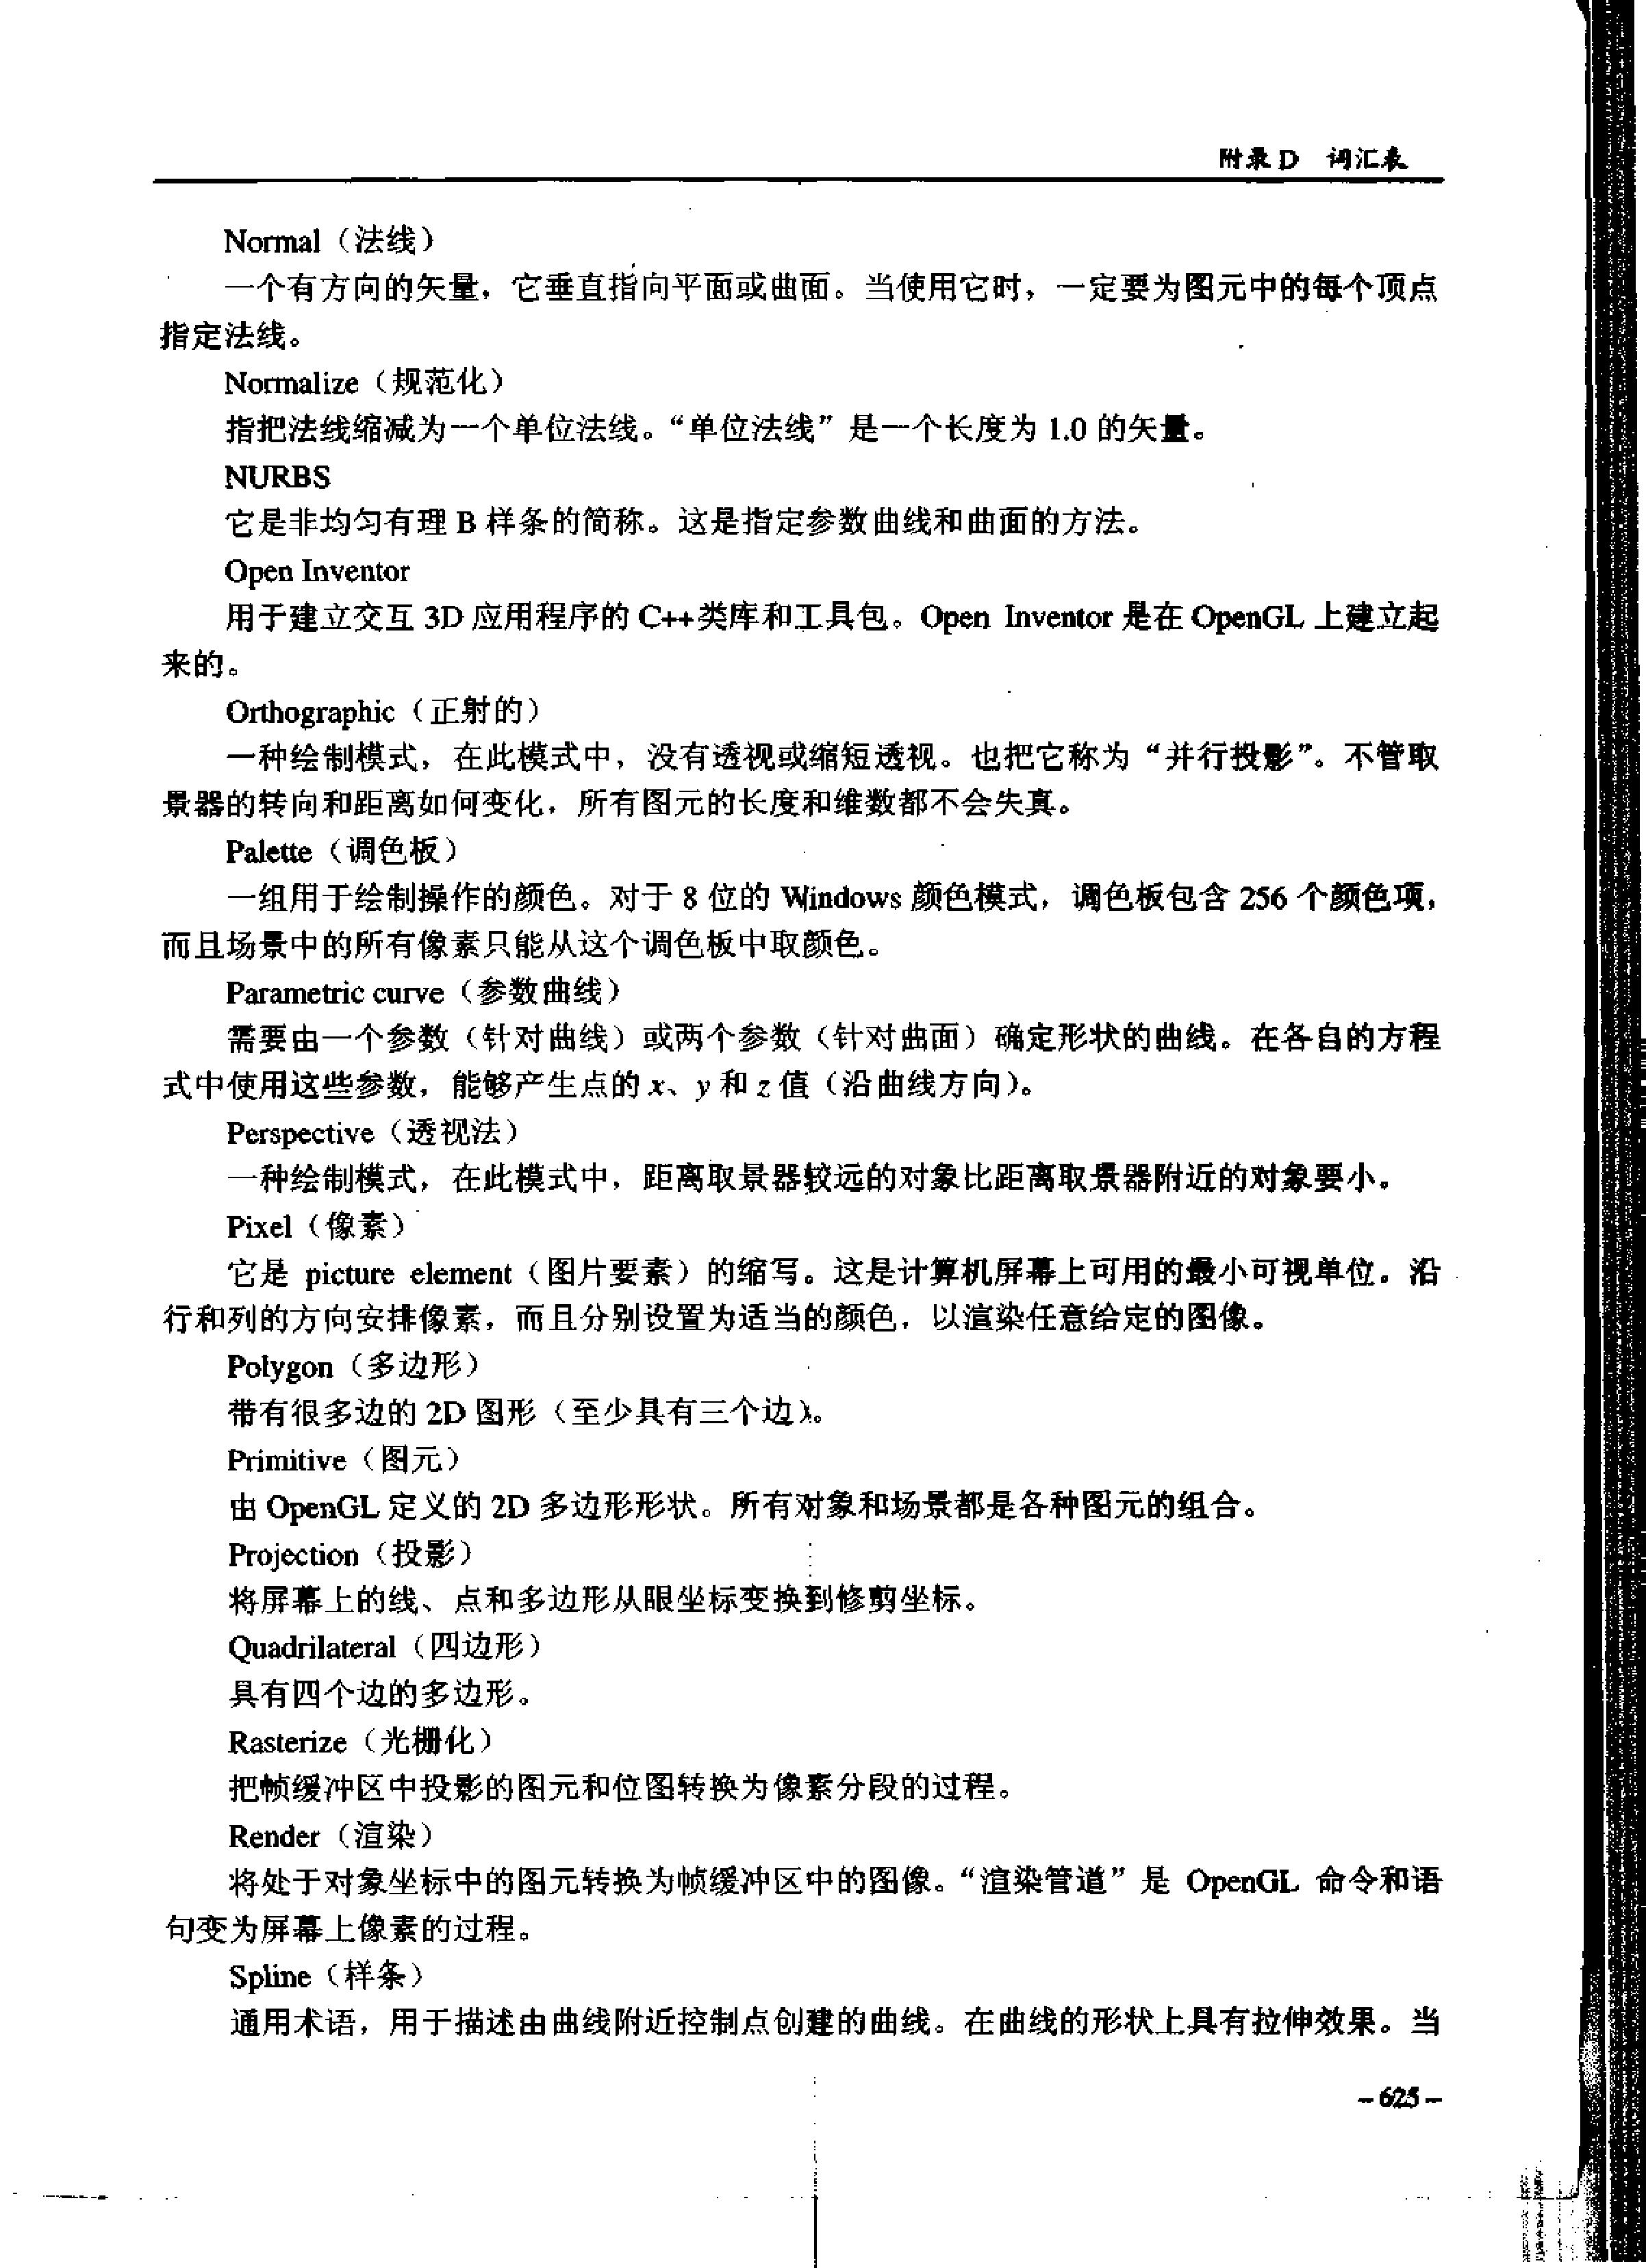 附录 D 词汇表
Normal（法线）
一个有方向的矢量，它垂直指向平面或曲面。当使用它时，一定要为图元中的每个顶点
指定法线。
Normalize（规范化）
指把法线缩减为一个单位法线。“单位法线”是一个长度为 1.0 的矢量。
NURBS
它是非均匀有理 B 样条的简称。这是指定参数曲线和曲面的方法。
Open Inventor
用于建立交互 3D 应用程序的 C++类库和工具包。Open Inventor 是在 OpenGL 上建立起
来的。
Orthographic（正射的）
一种绘制模式，在此模式中，没有透视或缩短透视。也把它称为“并行投影”。不管取
景器的转向和距离如何变化，所有图元的长度和维数都不会失真。
Palette（调色板）
一组用于绘制操作的颜色。对于 8 位的 Windows 颜色模式，调色板包含 256 个颜色项，
而且场景中的所有像素只能从这个调色板中取颜色。
Parametric curve（参数曲线）
需要由一个参数（针对曲线）或两个参数（针对曲面）确定形状的曲线。在各自的方程
式中使用这些参数，能够产生点的 x、y 和 z 值（沿曲线方向）。
Perspective（透视法）
一种绘制模式，在此模式中，距离取景器较远的对象比距离取景器附近的对象要小。
Pixel（像素）
它是 picture element（图片要素）的缩写。这是计算机屏幕上可用的最小可视单位。沿
行和列的方向安排像素，而且分别设置为适当的颜色，以渲染任意给定的图像。
Polygon（多边形）
带有很多边的 2D 图形（至少具有三个边）。
Primitive（图元）
由 OpenGL 定义的 2D 多边形形状。所有对象和场景都是各种图元的组合。
Projection（投影）
将屏幕上的线、点和多边形从眼坐标变换到修剪坐标。
Quadrilateral（四边形）
具有四个边的多边形。
Rasterize（光栅化）
把帧缓冲区中投影的图元和位图转换为像素分段的过程。
Render（渲染）
将处于对象坐标中的图元转换为帧缓冲区中的图像。“渲染管道”是 OpenGL 命令和语
句变为屏幕上像素的过程。
Spline（样条）
通用术语，用于描述由曲线附近控制点创建的曲线。在曲线的形状上具有拉伸效果。当
－625－